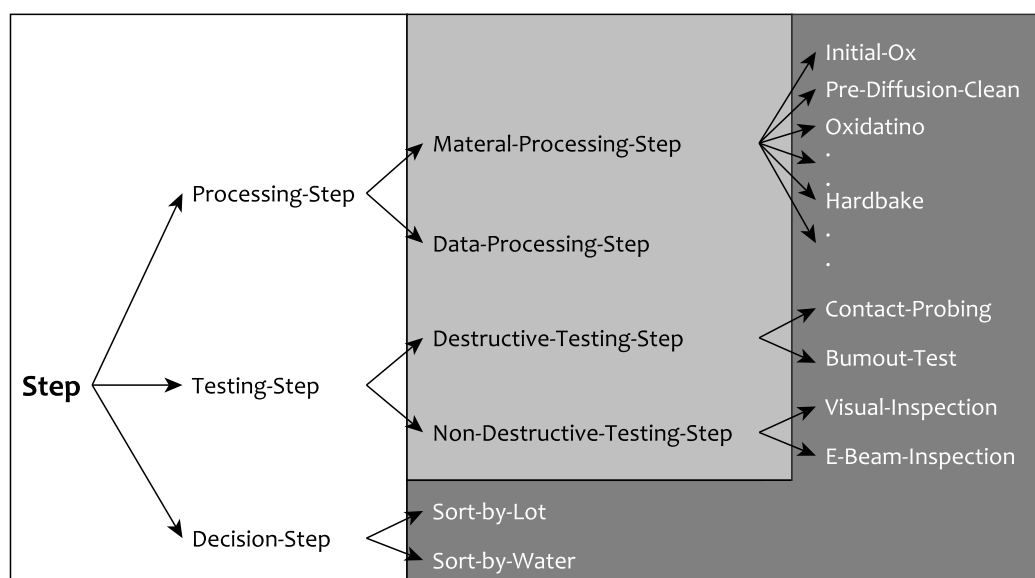 Initial-Ox
Pre-Diffusion-Clean
Oxidatino
.
.
Hardbake
.
.
Materal-Processing-Step
Processing-Step
Data-Processing-Step
Contact-Probing
Destructive-Testing-Step
Bumout-Test
Step
Testing-Step
Visual-Inspection
Non-Destructive-Testing-Step
E-Beam-Inspection
Sort-by-Lot
Decision-Step
Sort-by-Water